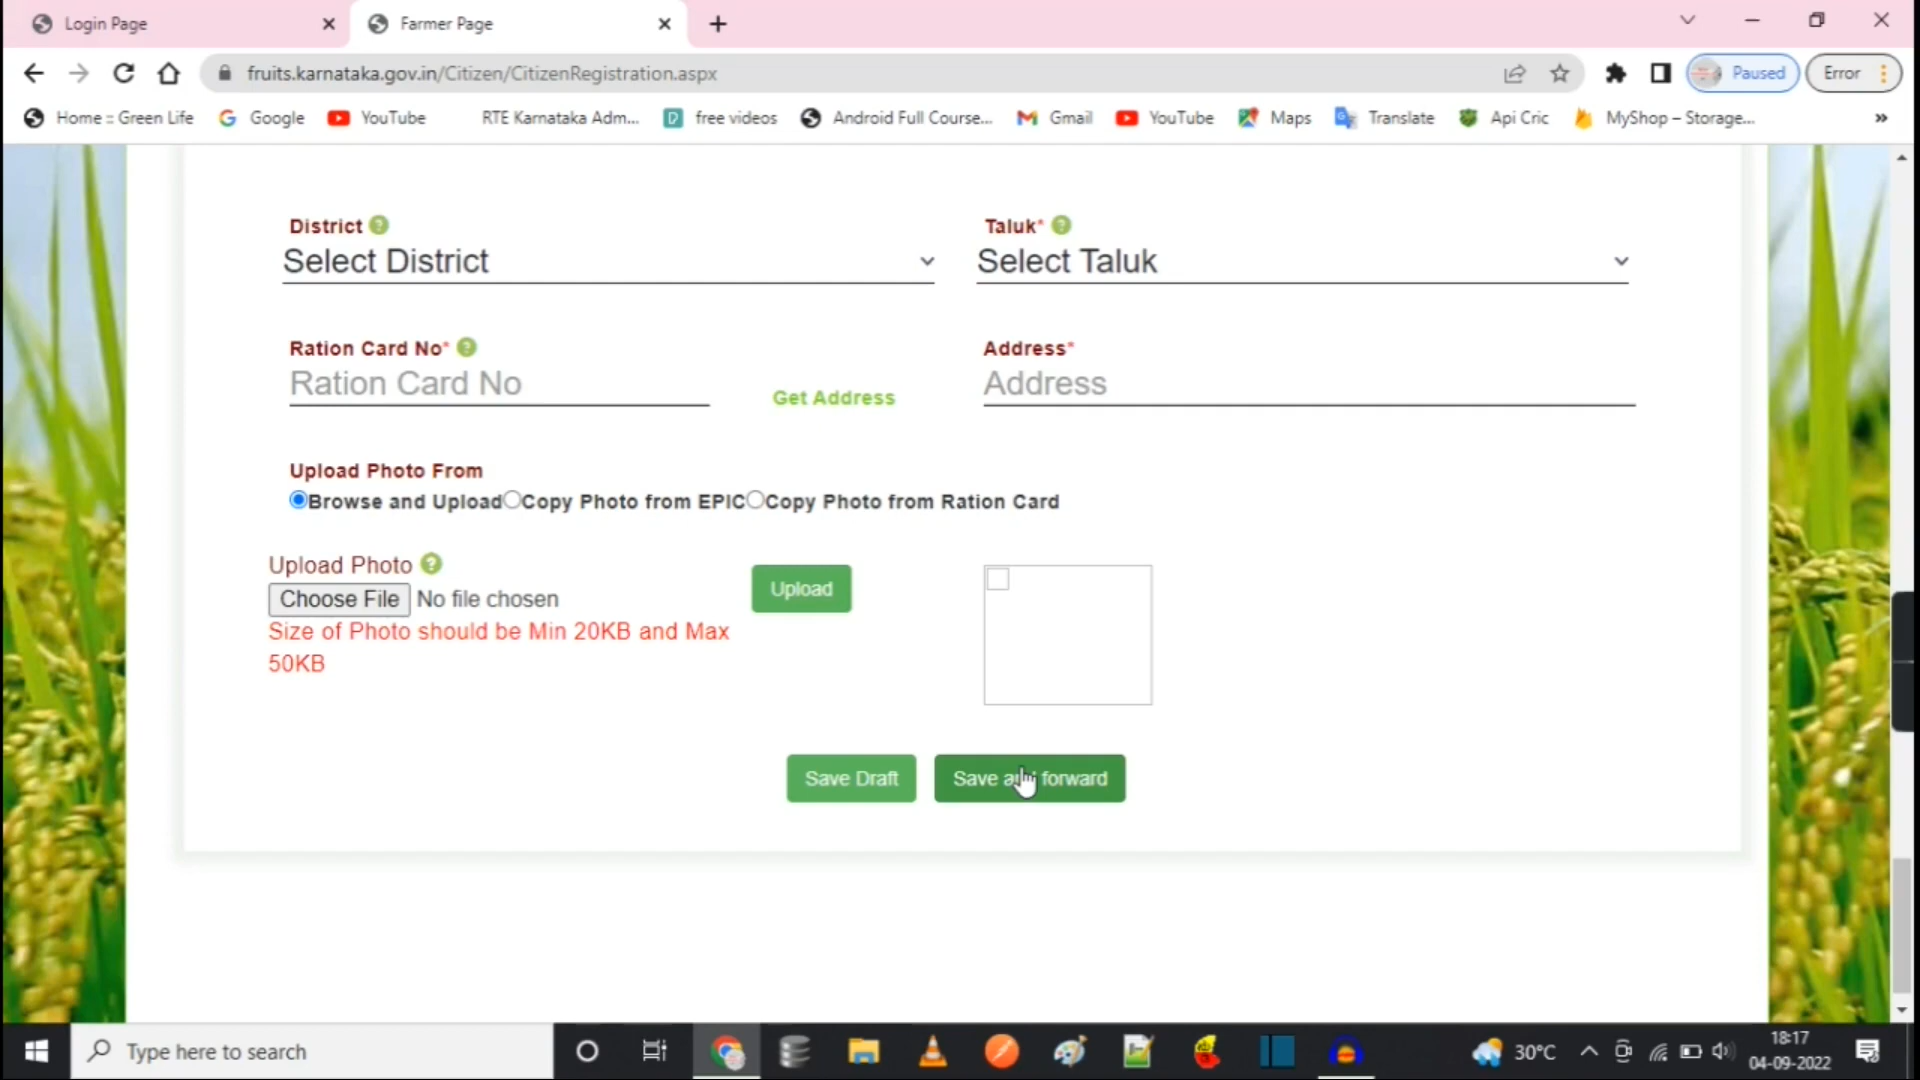 Login Page
Farmer Page
fruits.karnataka.gov.in/Citizen/CitizenRegistration.aspx
Paused
Error
Home :: Green Life
Google
YouTube
RTE Karnataka Adm...
free videos
Android Full Course...
Gmail
YouTube
Maps
Translate
Api Cric
MyShop – Storage...
»
District ?
Taluk* ?
Select District
Select Taluk
Ration Card No* ?
Address*
Ration Card No
Get Address
Address
Upload Photo From
Browse and Upload Copy Photo from EPIC Copy Photo from Ration Card
Upload Photo ?
Choose File No file chosen
Upload
Size of Photo should be Min 20KB and Max
50KB
Save Draft
Save and forward
Type here to search
30°C
18:17
04-09-2022